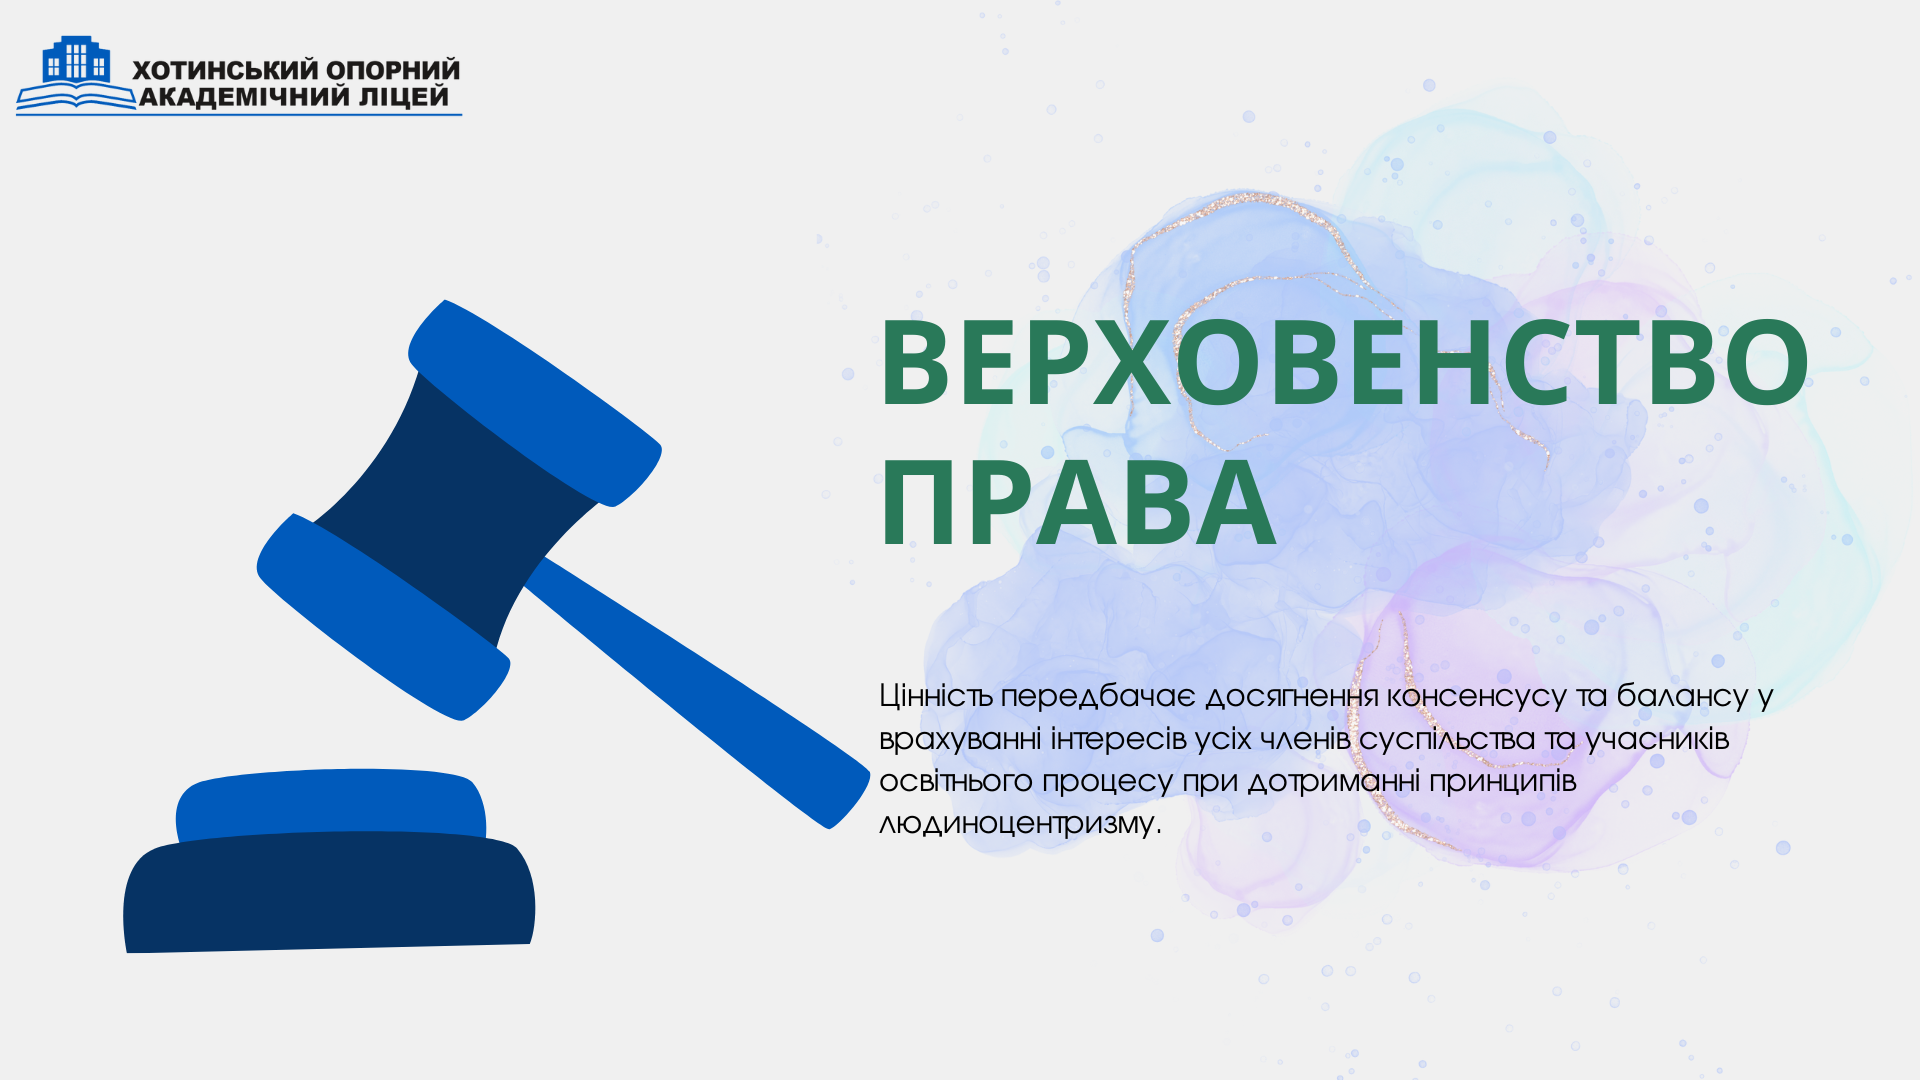 ХОТИНСЬКИЙ ОПОРНИЙ
АКАДЕМІЧНИЙ ЛІЦЕЙ
ВЕРХОВЕНСТВО
ПРАВА
Цінність передбачає досягнення консенсусу та балансу у
врахуванні інтересів усіх членів суспільства та учасників
освітнього процесу при дотриманні принципів
людиноцентризму.